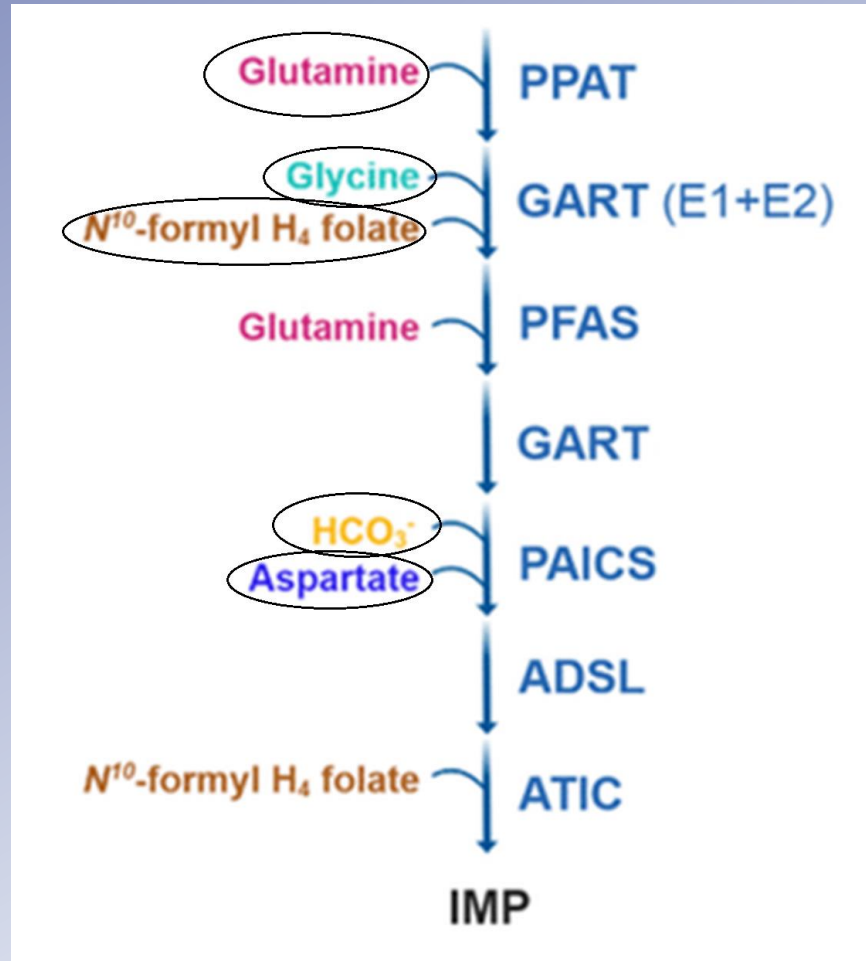 Glutamine PPAT
Glycine
GART (E1+E2)
N¹⁰-formyl H₄ folate
Glutamine PFAS
GART
HCO₃⁻
PAICS
Aspartate
ADSL
N¹⁰-formyl H₄ folate ATIC
IMP